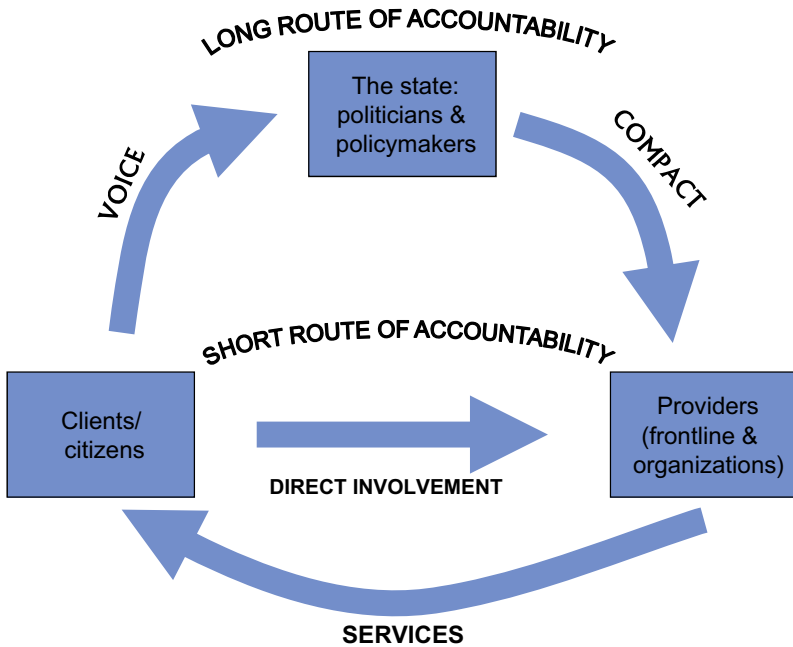 LONG ROUTE OF ACCOUNTABILITY
The state:
politicians &
policymakers
VOICE
COMPACT
SHORT ROUTE OF ACCOUNTABILITY
Clients/
citizens
Providers
(frontline &
organizations)
DIRECT INVOLVEMENT
SERVICES